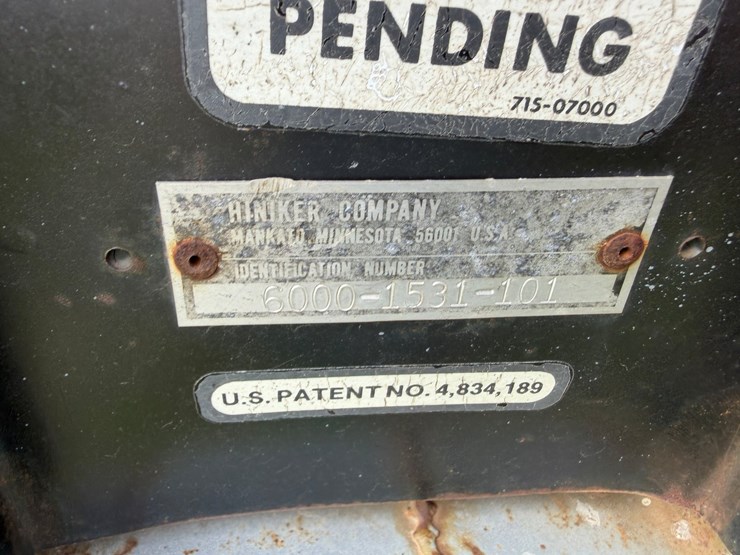 PENDING
715-07000
HINIKER COMPANY
MANKATO, MINNESOTA 56001 U.S.A.
IDENTIFICATION NUMBER
6000-1531-101
U.S. PATENT NO. 4,834,189